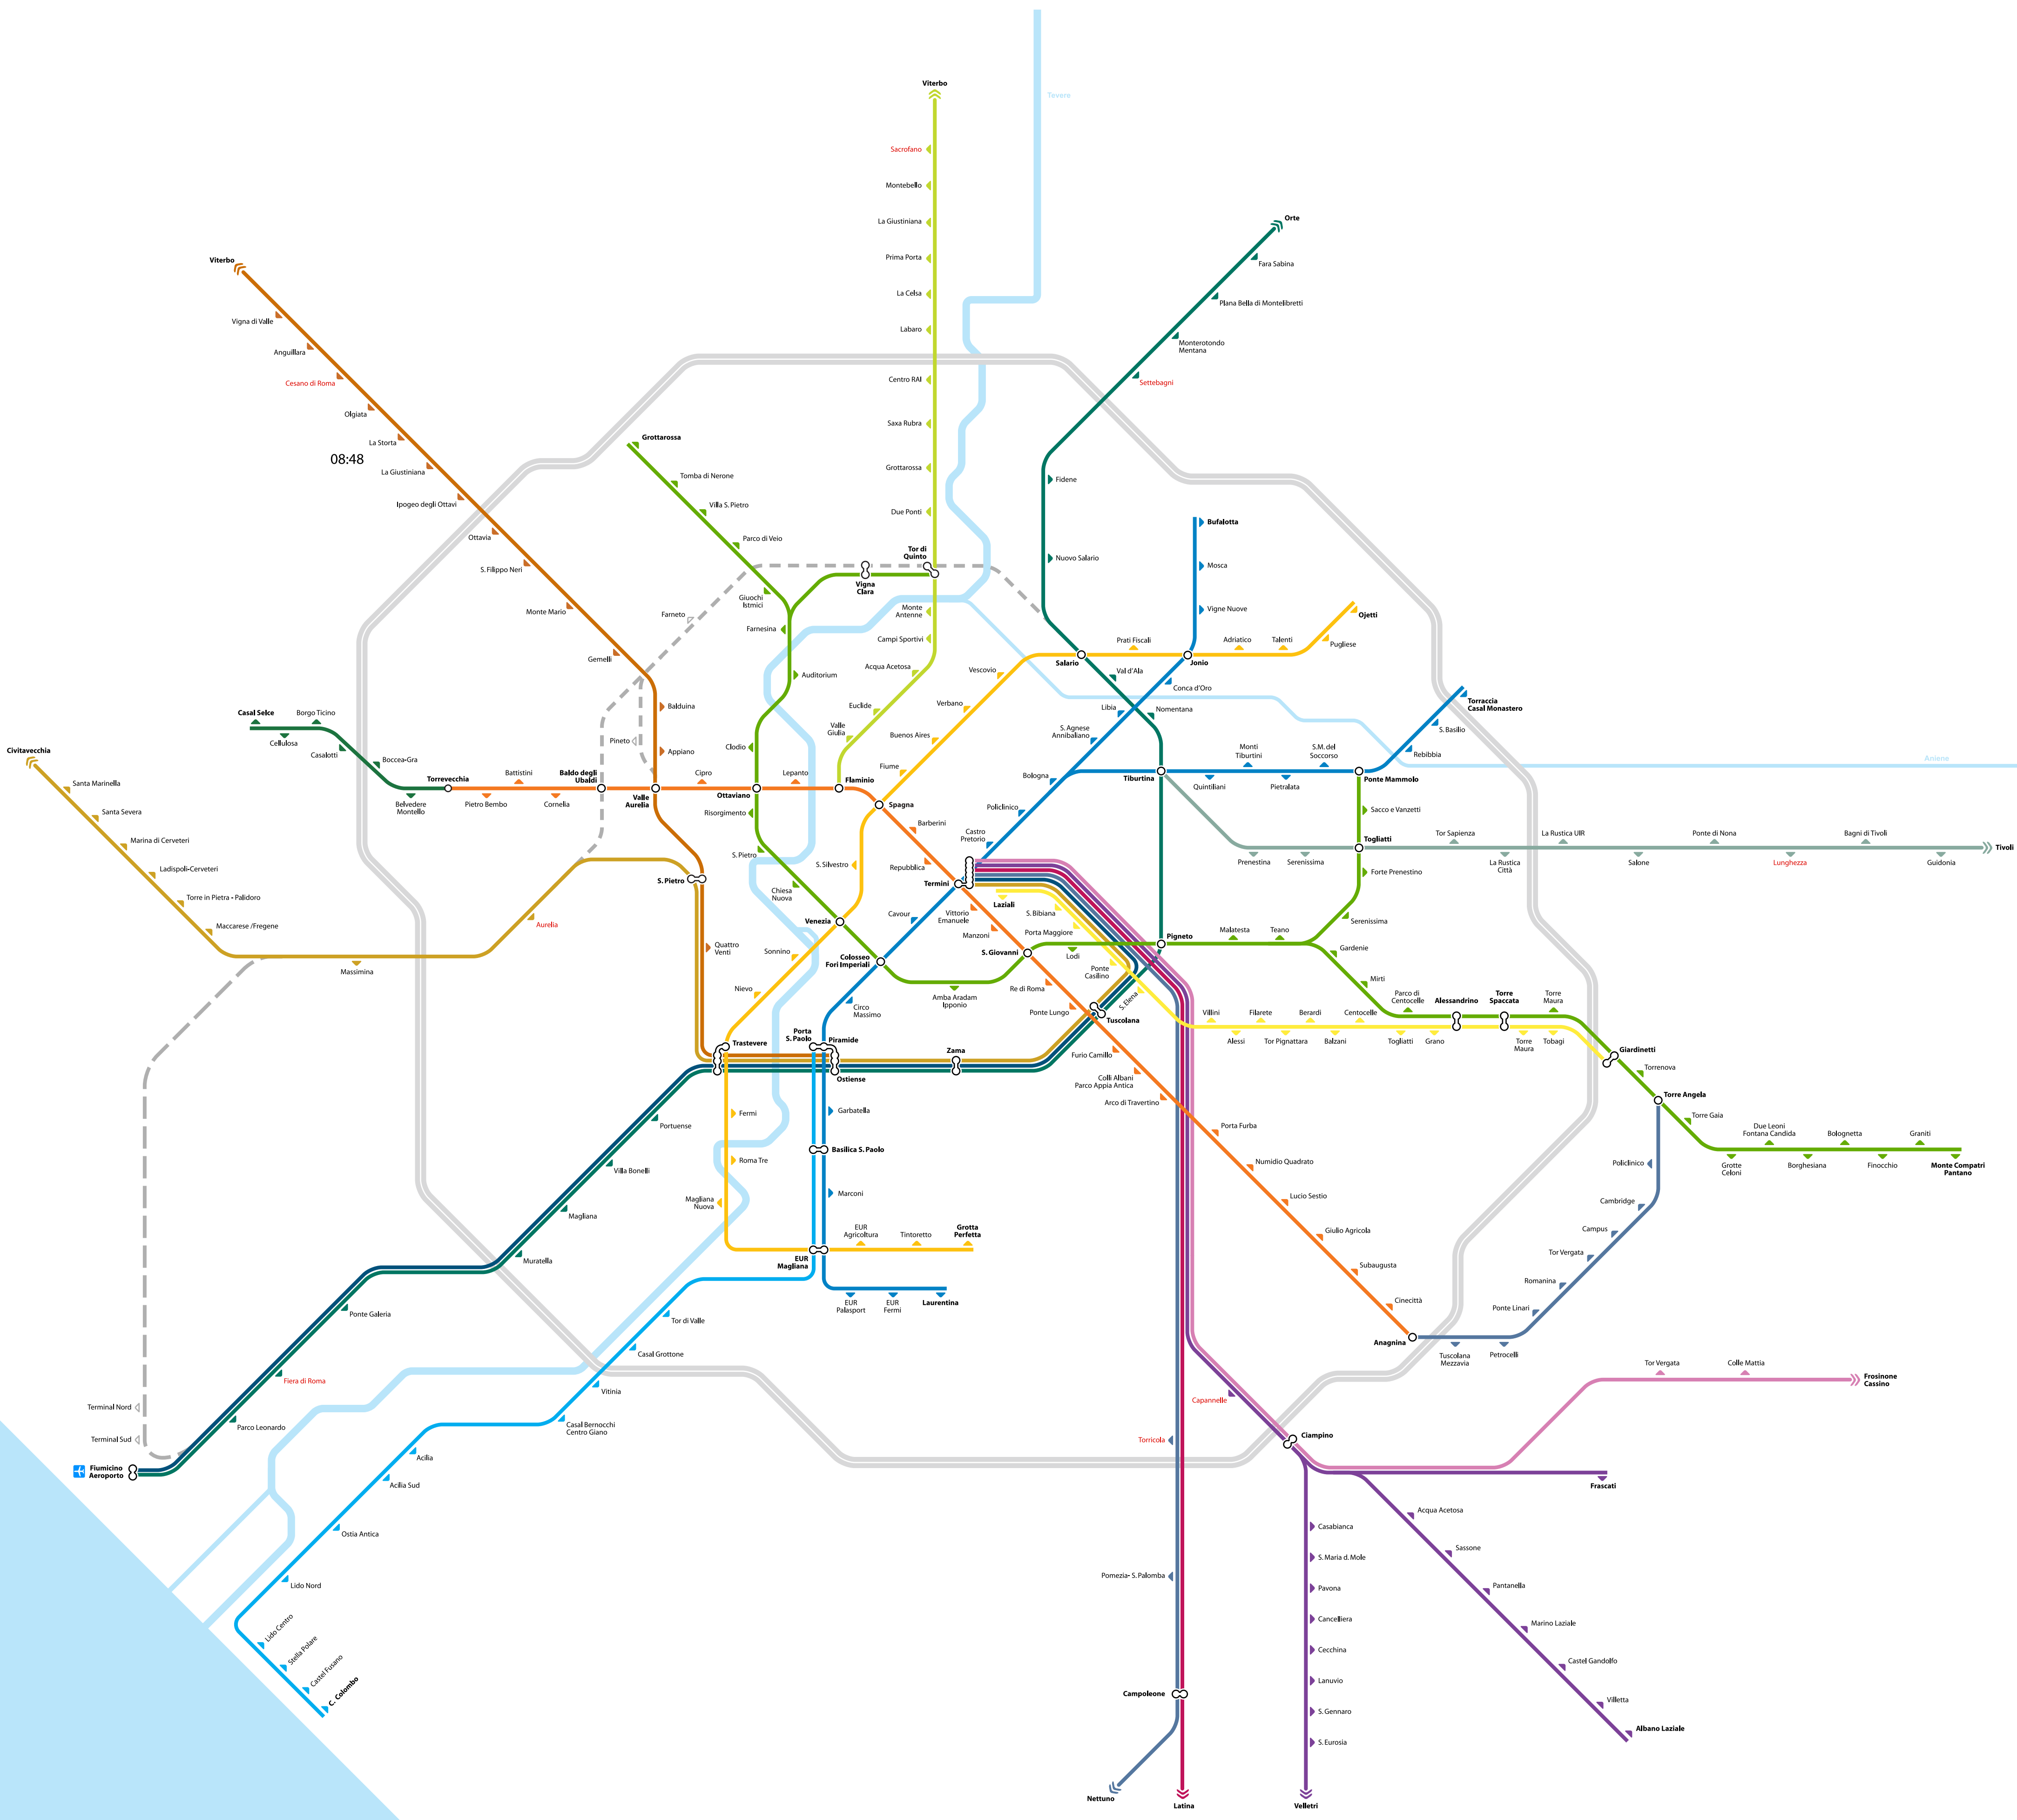 Viterbo
Tevere
Sacrofano
Montebello
La Giustiniana
Prima Porta
La Celsa
Labaro
Centro RAI
Saxa Rubra
Grottarossa
Due Ponti
Tor di
Quinto
Vigna
Clara
Monte
Antenne
Campi Sportivi
Acqua Acetosa
Euclide
Valle
Giulia
Flaminio
Orte
Fara Sabina
Piana Bella di Montelibretti
Monterotondo
Mentana
Settebagni
Fidene
Nuovo Salario
Salario
Val d'Ala
Nomentana
Tiburtina
Viterbo
Vigna di Valle
Anguillara
Cesano di Roma
Olgiata
La Storta
08:48
La Giustiniana
Ipogeo degli Ottavi
Ottavia
S. Filippo Neri
Monte Mario
Gemelli
Balduina
Appiano
Farneto
Pineto
Grottarossa
Tomba di Nerone
Villa S. Pietro
Parco di Veio
Giuochi
Istmici
Farnesina
Auditorium
Clodio
Ottaviano
Risorgimento
S. Pietro
Chiesa
Nuova
Venezia
Bufalotta
Mosca
Vigne Nuove
Jonio
Conca d'Oro
Libia
S. Agnese
Annibaliano
Bologna
Policlinico
Castro
Pretorio
Ojetti
Pugliese
Talenti
Adriatico
Prati Fiscali
Vescovio
Verbano
Buenos Aires
Fiume
Spagna
S. Silvestro
Torraccia
Casal Monastero
S. Basilio
Rebibbia
Aniene
Ponte Mammolo
S.M. del
Soccorso
Pietralata
Monti
Tiburtini
Quintiliani
Casal Selce
Cellulosa
Borgo Ticino
Casalotti
Boccea-Gra
Belvedere
Montello
Torrevecchia
Battistini
Pietro Bembo
Cornelia
Baldo degli
Ubaldi
Valle
Aurelia
Cipro
Lepanto
Barberini
Repubblica
Termini
Laziali
Vittorio
Emanuele
Manzoni
S. Giovanni
Re di Roma
Ponte Lungo
Furio Camillo
Colli Albani
Parco Appia Antica
Arco di Travertino
Porta Furba
Numidio Quadrato
Lucio Sestio
Giulio Agricola
Subaugusta
Cinecittà
Anagnina
Civitavecchia
Santa Marinella
Santa Severa
Marina di Cerveteri
Ladispoli-Cerveteri
Torre in Pietra - Palidoro
Maccarese /Fregene
Massimina
Aurelia
S. Pietro
Quattro
Venti
Trastevere
Sacco e Vanzetti
Togliatti
Forte Prenestino
Serenissima
Prenestina
Serenissima
Tor Sapienza
La Rustica
Città
La Rustica UIR
Salone
Ponte di Nona
Lunghezza
Bagni di Tivoli
Guidonia
Tivoli
Cavour
Colosseo
Fori Imperiali
Circo
Massimo
Sonnino
Nievo
Amba Aradam
Ipponio
S. Bibiana
Porta Maggiore
Lodi
Ponte
Casilino
S. Elena
Pigneto
Malatesta
Teano
Gardenie
Mirti
Parco di
Centocelle
Alessandrino
Torre
Spaccata
Torre
Maura
Villini
Alessi
Filarete
Tor Pignattara
Berardi
Balzani
Centocelle
Togliatti
Grano
Torre
Maura
Tobagi
Giardinetti
Torrenova
Torre Angela
Torre Gaia
Grotte
Celoni
Due Leoni
Fontana Candida
Borghesiana
Bolognetta
Finocchio
Graniti
Monte Compatri
Pantano
Tuscolana
Zama
Porta
S. Paolo
Piramide
Ostiense
Garbatella
Basilica S. Paolo
Marconi
Fermi
Roma Tre
Magliana
Nuova
EUR
Magliana
EUR
Agricoltura
Tintoretto
Grotta
Perfetta
EUR
Palasport
EUR
Fermi
Laurentina
Portuense
Villa Bonelli
Magliana
Muratella
Ponte Galeria
Fiera di Roma
Parco Leonardo
Terminal Nord
Terminal Sud
Fiumicino
Aeroporto
Tor di Valle
Casal Grottone
Vitinia
Casal Bernocchi
Centro Giano
Acilia
Acilia Sud
Ostia Antica
Lido Nord
Lido Centro
Stella Polare
Castel Fusano
C. Colombo
Policlinico
Cambridge
Campus
Tor Vergata
Romanina
Ponte Linari
Petrocelli
Tuscolana
Mezzavia
Capannelle
Torricola
Ciampino
Tor Vergata
Colle Mattia
Frosinone
Cassino
Frascati
Acqua Acetosa
Sassone
Pantanella
Marino Laziale
Castel Gandolfo
Villetta
Albano Laziale
Casabianca
S. Maria d. Mole
Pavona
Cancelliera
Cecchina
Lanuvio
S. Gennaro
S. Eurosia
Velletri
Pomezia- S. Palomba
Campoleone
Nettuno
Latina